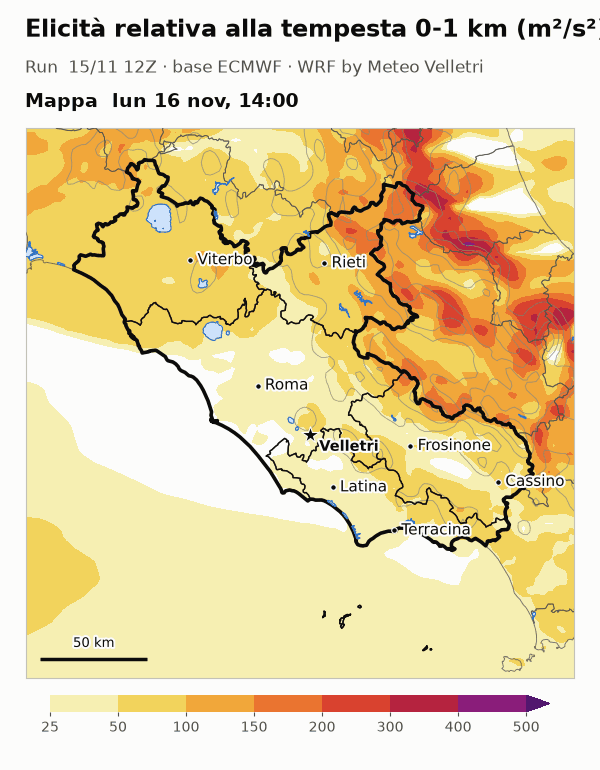 Elicità relativa alla tempesta 0-1 km (m²/s²)
Run 15/11 12Z · base ECMWF · WRF by Meteo Velletri
Mappa lun 16 nov, 14:00
Viterbo
Rieti
Roma
Velletri
Frosinone
Cassino
Latina
Terracina
50 km
25 50 100 150 200 300 400 500